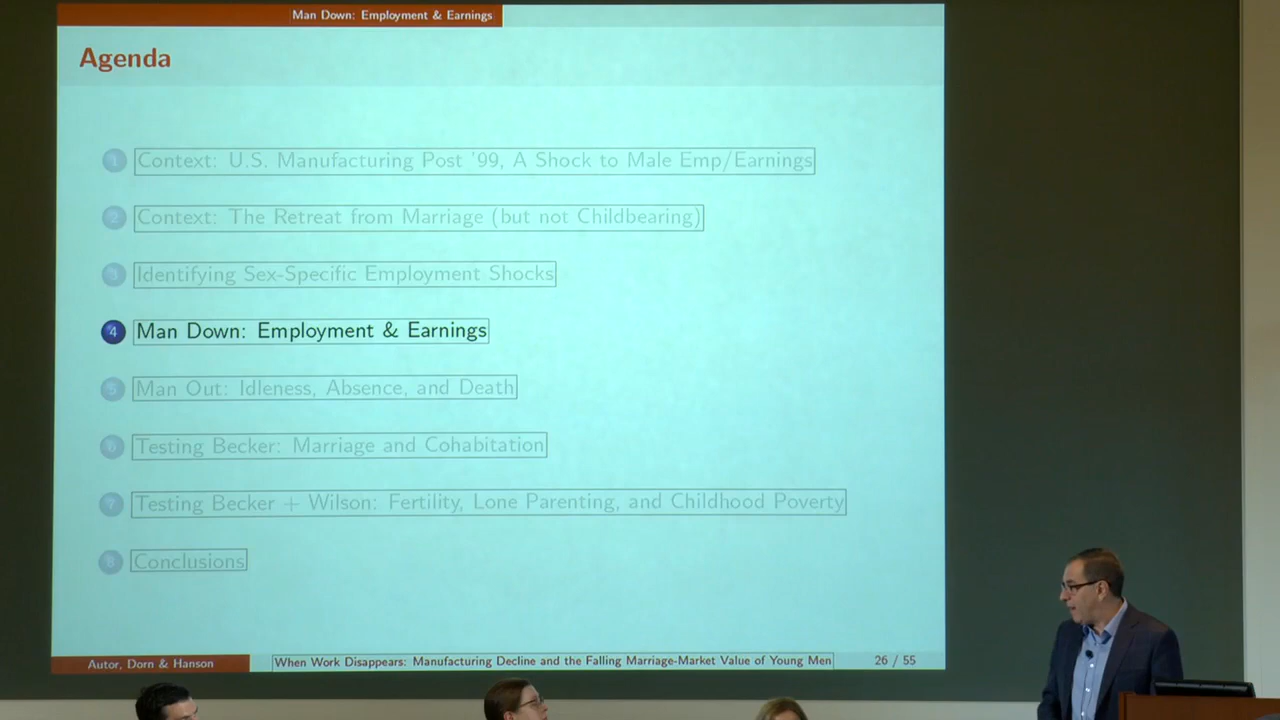 Man Down: Employment & Earnings
Agenda
1 Context: U.S. Manufacturing Post '99, A Shock to Male Emp/Earnings
2 Context: The Retreat from Marriage (but not Childbearing)
3 Identifying Sex-Specific Employment Shocks
4 Man Down: Employment & Earnings
5 Man Out: Idleness, Absence, and Death
6 Testing Becker: Marriage and Cohabitation
7 Testing Becker + Wilson: Fertility, Lone Parenting, and Childhood Poverty
8 Conclusions
Autor, Dorn & Hanson When Work Disappears: Manufacturing Decline and the Falling Marriage-Market Value of Young Men 26 / 55